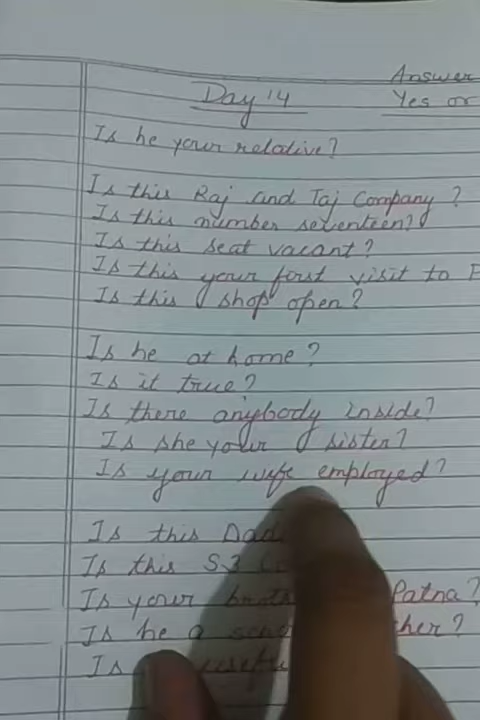 Answer
Day 14 Yes or
Is he your relative?
Is this Raj and Taj Company?
Is this number seventeen?
Is this seat vacant?
Is this your first visit to
Is this shop open?
Is he at home?
Is it true?
Is there anybody inside?
Is she your sister?
Is your wife employed?
Is this
Is this S3
Is your Patna?
Is he a
Is